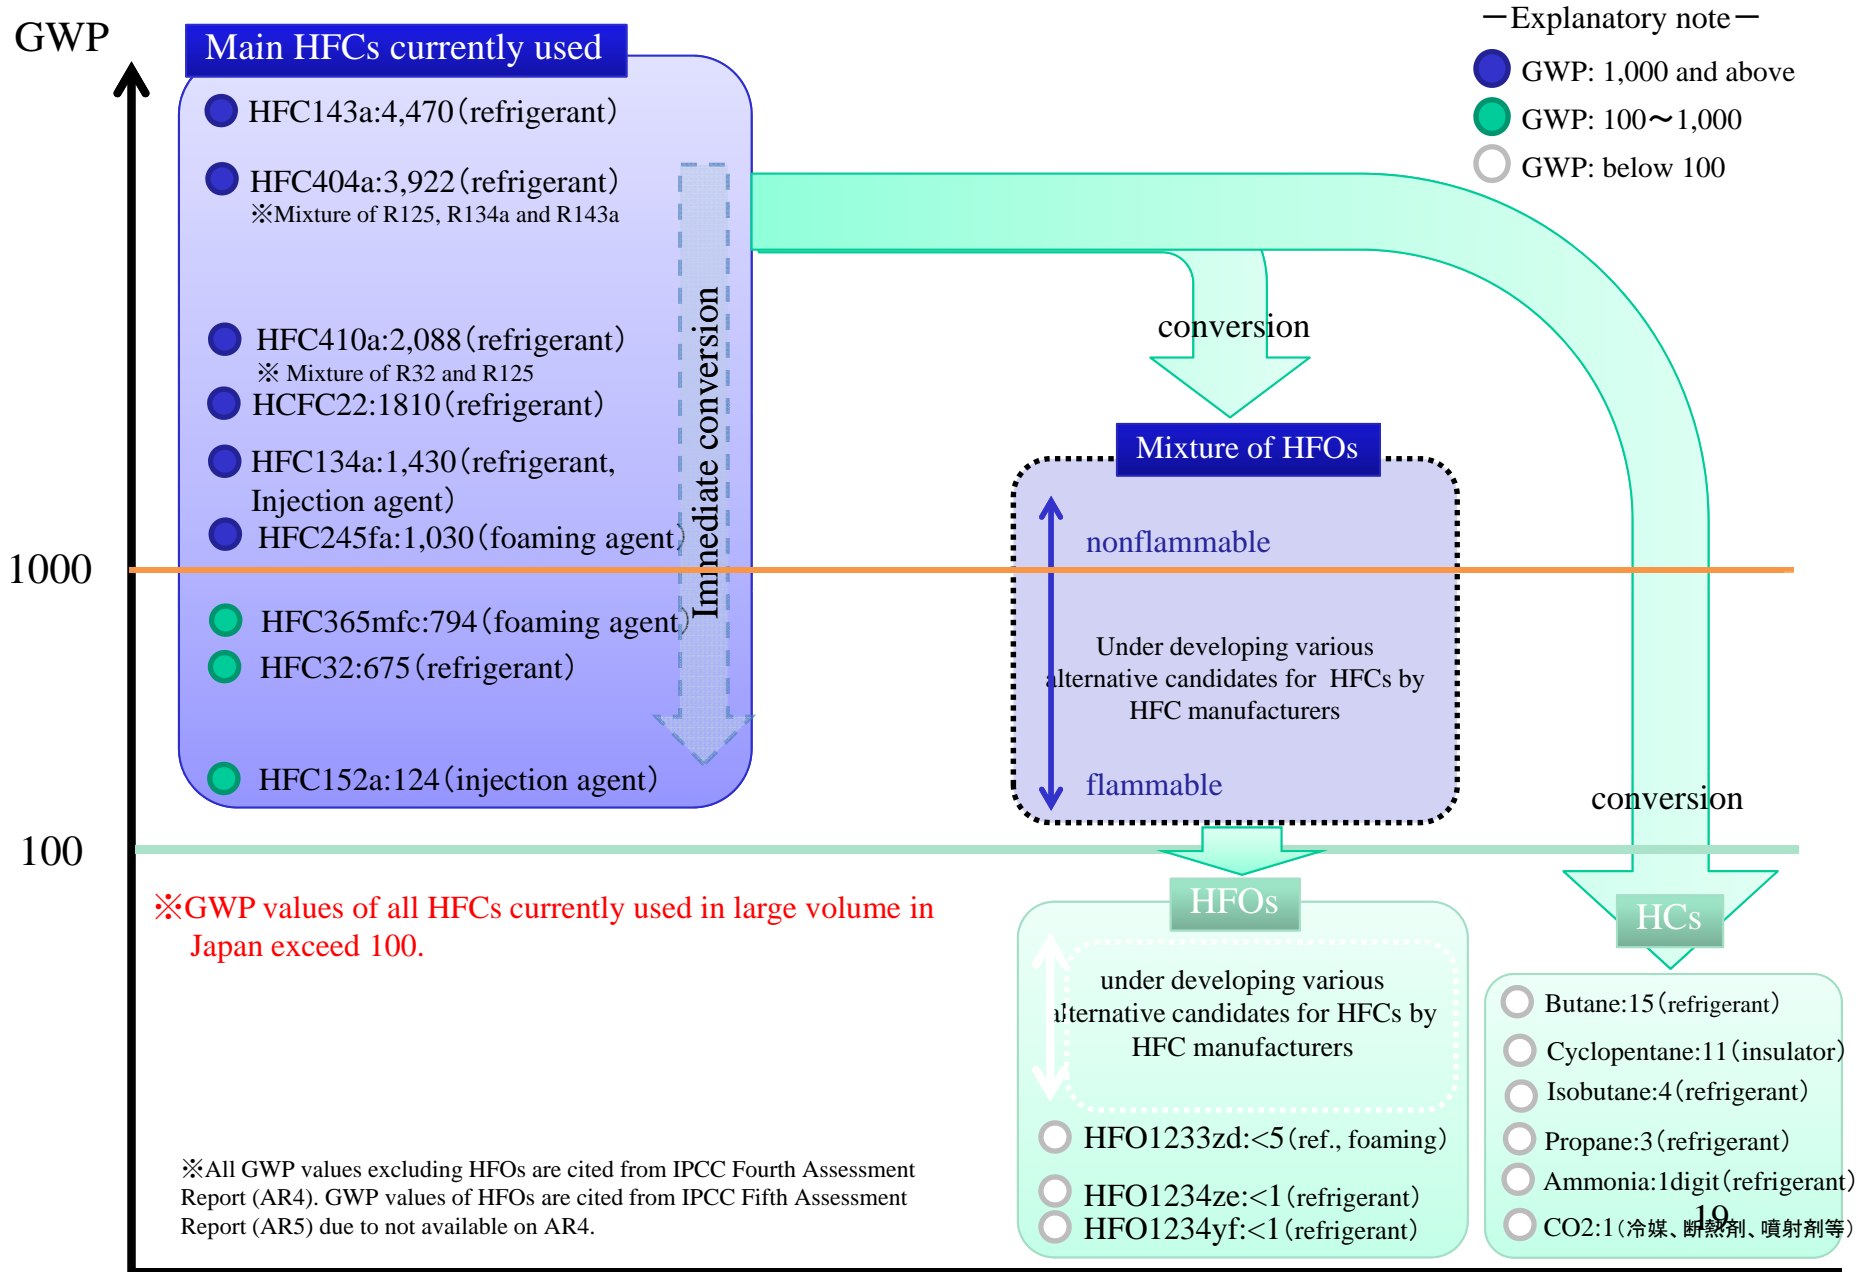 GWP
Main HFCs currently used
HFC143a:4,470(refrigerant)
HFC404a:3,922(refrigerant)
※Mixture of R125, R134a and R143a
HFC410a:2,088(refrigerant)
※ Mixture of R32 and R125
HCFC22:1810(refrigerant)
HFC134a:1,430(refrigerant,
Injection agent)
HFC245fa:1,030(foaming agent)
HFC365mfc:794(foaming agent)
HFC32:675(refrigerant)
HFC152a:124(injection agent)
Immediate conversion
1000
100
―Explanatory note―
GWP: 1,000 and above
GWP: 100~1,000
GWP: below 100
conversion
Mixture of HFOs
nonflammable
Under developing various
alternative candidates for HFCs by
HFC manufacturers
flammable
conversion
HFOs
under developing various
alternative candidates for HFCs by
HFC manufacturers
HFO1233zd:<5(ref., foaming)
HFO1234ze:<1(refrigerant)
HFO1234yf:<1(refrigerant)
HCs
Butane:15(refrigerant)
Cyclopentane:11(insulator)
Isobutane:4(refrigerant)
Propane:3(refrigerant)
Ammonia:1digit(refrigerant)
CO2:1(冷媒、断熱剤、噴射剤等)
19
※GWP values of all HFCs currently used in large volume in
Japan exceed 100.
※All GWP values excluding HFOs are cited from IPCC Fourth Assessment
Report (AR4). GWP values of HFOs are cited from IPCC Fifth Assessment
Report (AR5) due to not available on AR4.